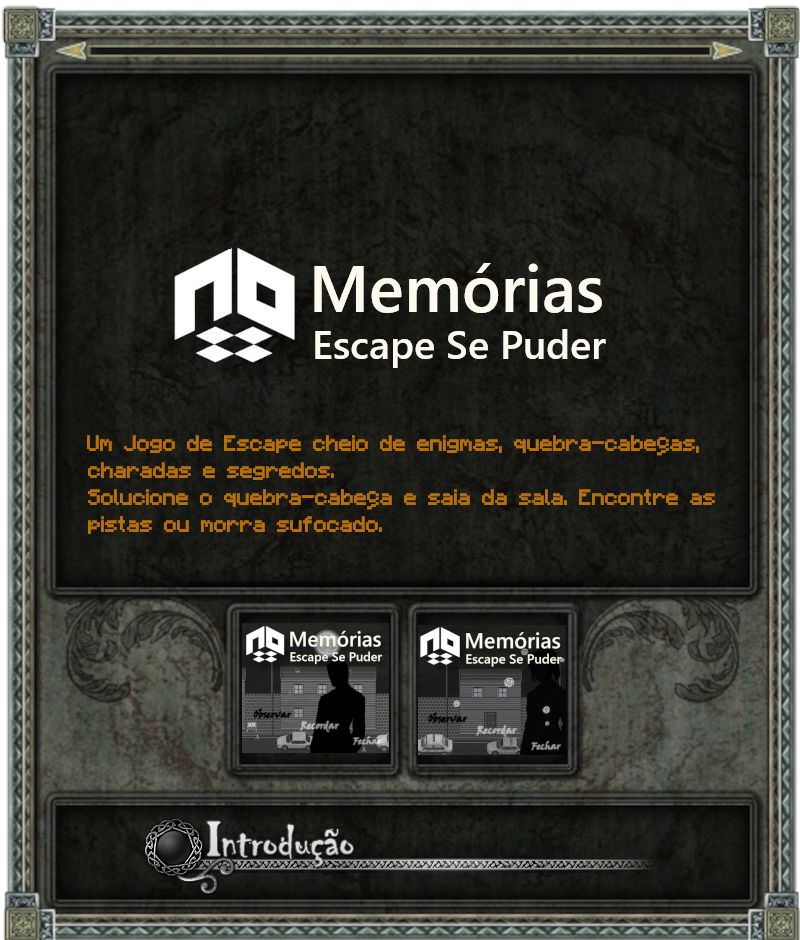 Memórias
Escape Se Puder
Um Jogo de Escape cheio de enigmas, quebra-cabeças,
charadas e segredos.
Solucione o quebra-cabeça e saia da sala. Encontre as
pistas ou morra sufocado.
Memórias
Escape Se Puder
Observar
Recordar
Fechar
Memórias
Escape Se Puder
Observar
Recordar
Fechar
Introdução